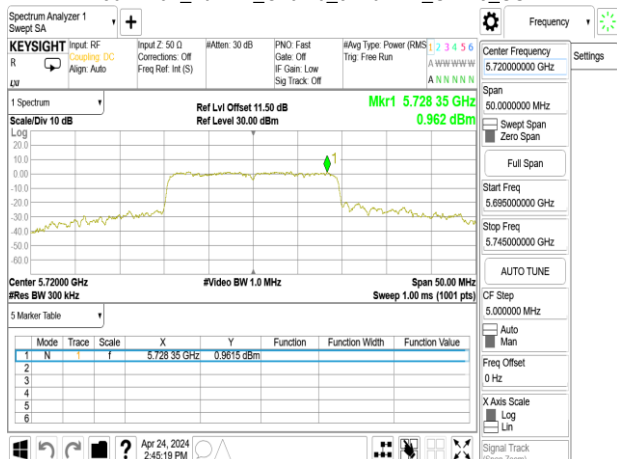 Spectrum Analyzer 1
Swept SA
Frequency
KEYSIGHT
R
LXI
Input: RF
Coupling: DC
Align: Auto
Input Z: 50 Ω
Corrections: Off
Freq Ref: Int (S)
#Atten: 30 dB
PNO: Fast
Gate: Off
IF Gain: Low
Sig Track: Off
#Avg Type: Power (RMS
Trig: Free Run
1 2 3 4 5 6
A W W W W W
A N N N N N
1 Spectrum
Scale/Div 10 dB
Ref Lvl Offset 11.50 dB
Ref Level 30.00 dBm
Mkr1 5.728 35 GHz
0.962 dBm
Log
20.0
10.0
0.00
-10.0
-20.0
-30.0
-40.0
-50.0
-60.0
1
Center 5.72000 GHz
#Res BW 300 kHz
#Video BW 1.0 MHz
Span 50.00 MHz
Sweep 1.00 ms (1001 pts)
5 Marker Table
Mode Trace Scale X Y Function Function Width Function Value
1 N 1 f 5.728 35 GHz 0.9615 dBm
2
3
4
5
6
?
Apr 24, 2024
2:45:19 PM
Center Frequency
5.720000000 GHz
Settings
Span
50.0000000 MHz
Swept Span
Zero Span
Full Span
Start Freq
5.695000000 GHz
Stop Freq
5.745000000 GHz
AUTO TUNE
CF Step
5.000000 MHz
Auto
Man
Freq Offset
0 Hz
X Axis Scale
Log
Lin
Signal Track
(Span Zoom)